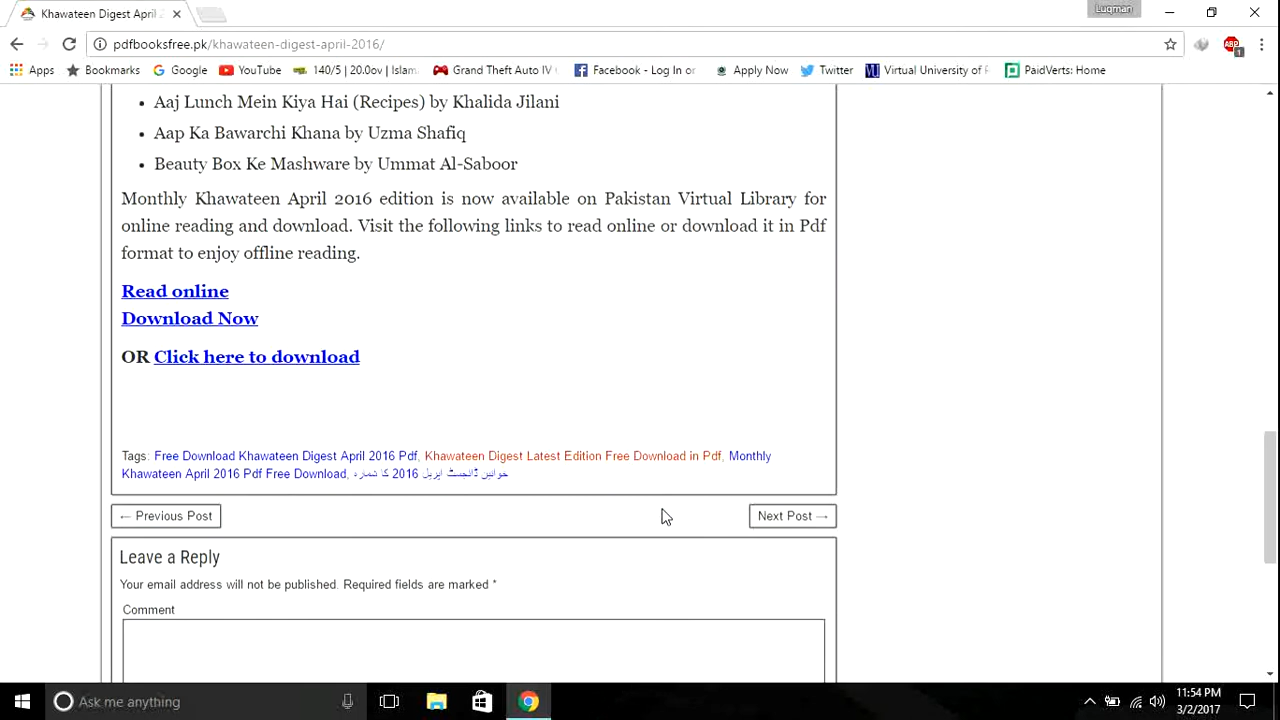 Khawateen Digest April 2
Luqman
pdfbooksfree.pk/khawateen-digest-april-2016/
Apps Bookmarks Google YouTube 140/5 | 20.0ov | Islam Grand Theft Auto IV Facebook - Log In or Apply Now Twitter Virtual University of P PaidVerts: Home
ABP
1
• Aaj Lunch Mein Kiya Hai (Recipes) by Khalida Jilani
• Aap Ka Bawarchi Khana by Uzma Shafiq
• Beauty Box Ke Mashware by Ummat Al-Saboor
Monthly Khawateen April 2016 edition is now available on Pakistan Virtual Library for
online reading and download. Visit the following links to read online or download it in Pdf
format to enjoy offline reading.
Read online
Download Now
OR Click here to download
Tags: Free Download Khawateen Digest April 2016 Pdf, Khawateen Digest Latest Edition Free Download in Pdf, Monthly
Khawateen April 2016 Pdf Free Download, خواتین ڈائجسٹ اپریل 2016 کا شمارہ
← Previous Post
Next Post →
Leave a Reply
Your email address will not be published. Required fields are marked *
Comment
Ask me anything
11:54 PM
3/2/2017